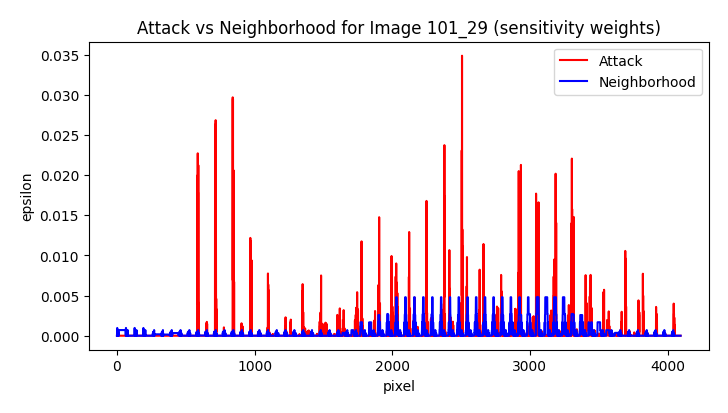 Attack vs Neighborhood for Image 101_29 (sensitivity weights)
Attack
Neighborhood
0.035
0.030
0.025
0.020
0.015
0.010
0.005
0.000
epsilon
0
1000
2000
3000
4000
pixel